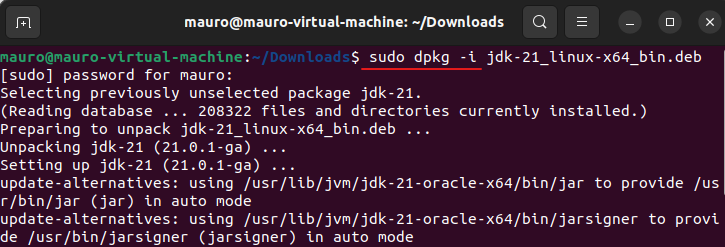 mauro@mauro-virtual-machine: ~/Downloads
mauro@mauro-virtual-machine:~/Downloads$ sudo dpkg -i jdk-21_linux-x64_bin.deb
[sudo] password for mauro:
Selecting previously unselected package jdk-21.
(Reading database ... 208322 files and directories currently installed.)
Preparing to unpack jdk-21_linux-x64_bin.deb ...
Unpacking jdk-21 (21.0.1-ga) ...
Setting up jdk-21 (21.0.1-ga) ...
update-alternatives: using /usr/lib/jvm/jdk-21-oracle-x64/bin/jar to provide /us
r/bin/jar (jar) in auto mode
update-alternatives: using /usr/lib/jvm/jdk-21-oracle-x64/bin/jarsigner to provi
de /usr/bin/jarsigner (jarsigner) in auto mode